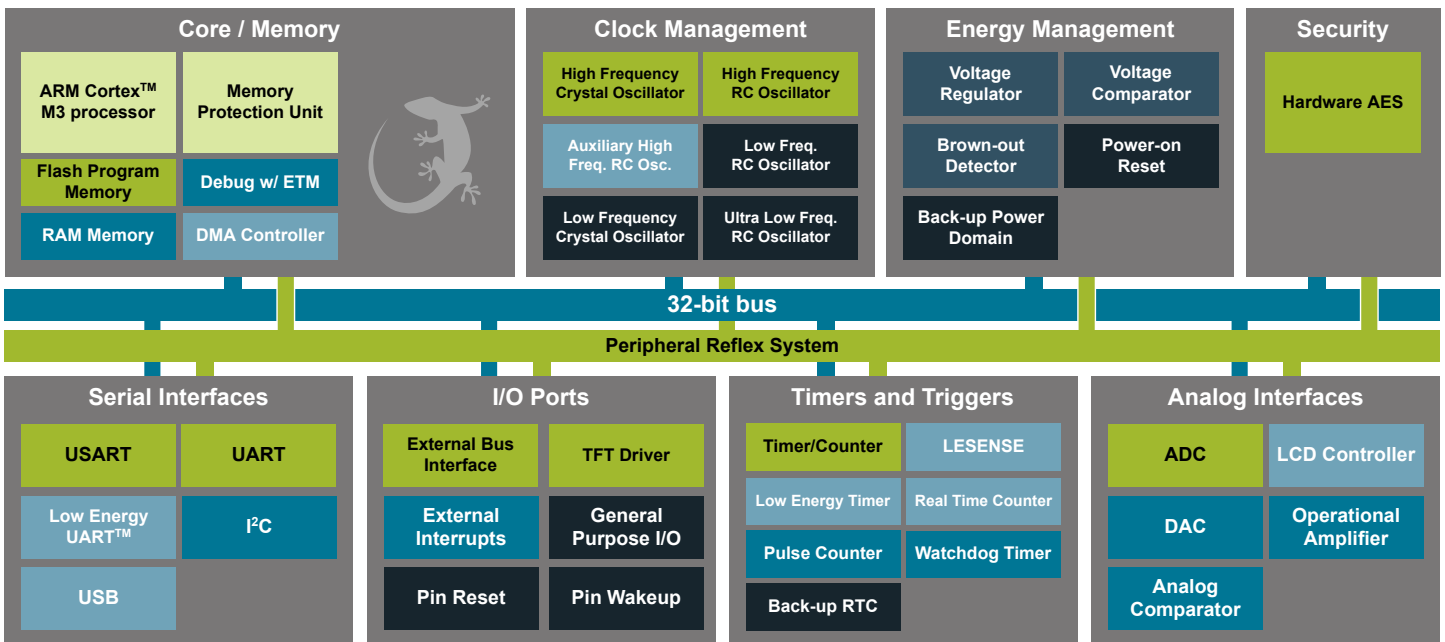 Core / Memory
ARM Cortex™
M3 processor
Memory
Protection Unit
Flash Program
Memory
Debug w/ ETM
RAM Memory
DMA Controller
Clock Management
High Frequency
Crystal Oscillator
High Frequency
RC Oscillator
Auxiliary High
Freq. RC Osc.
Low Freq.
RC Oscillator
Low Frequency
Crystal Oscillator
Ultra Low Freq.
RC Oscillator
Energy Management
Voltage
Regulator
Voltage
Comparator
Brown-out
Detector
Power-on
Reset
Back-up Power
Domain
Security
Hardware AES
32-bit bus
Peripheral Reflex System
Serial Interfaces
USART
UART
Low Energy
UART™
I²C
USB
I/O Ports
External Bus
Interface
TFT Driver
External
Interrupts
General
Purpose I/O
Pin Reset
Pin Wakeup
Timers and Triggers
Timer/Counter
LESENSE
Low Energy Timer
Real Time Counter
Pulse Counter
Watchdog Timer
Back-up RTC
Analog Interfaces
ADC
LCD Controller
DAC
Operational
Amplifier
Analog
Comparator